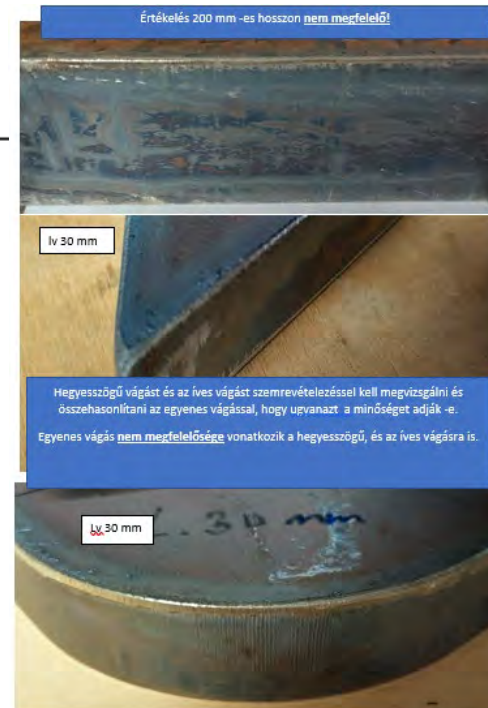 Értékelés 200 mm -es hosszon nem megfelelő!
lv 30 mm
Hegyesszögű vágást és az íves vágást szemrevételezéssel kell megvizsgálni és
összehasonlítani az egyenes vágással, hogy ugyanazt a minőséget adják -e.
Egyenes vágás nem megfelelősége vonatkozik a hegyesszögű, és az íves vágásra is.
Lv 30 mm
L. 30 mm